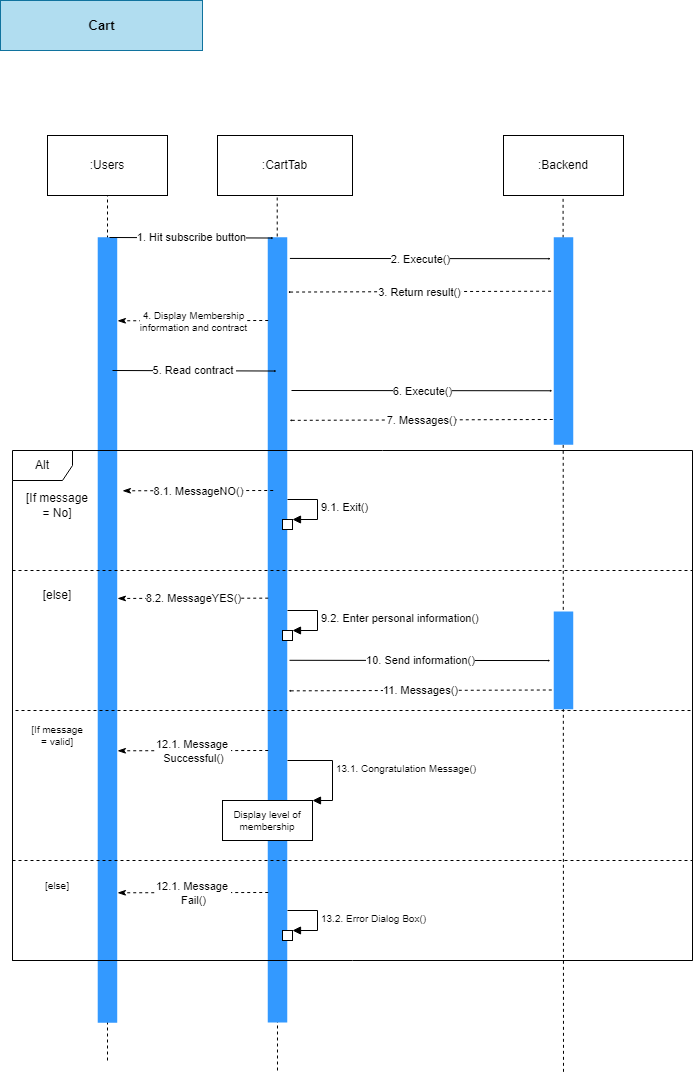 Cart
:Users
:CartTab
:Backend
1. Hit subscribe button
2. Execute()
3. Return result()
4. Display Membership
information and contract
5. Read contract
6. Execute()
7. Messages()
Alt
[If message
= No]
8.1. MessageNO()
9.1. Exit()
[else]
8.2. MessageYES()
9.2. Enter personal information()
10. Send information()
11. Messages()
[If message
= valid]
12.1. Message
Successful()
13.1. Congratulation Message()
Display level of
membership
[else]
12.1. Message
Fail()
13.2. Error Dialog Box()